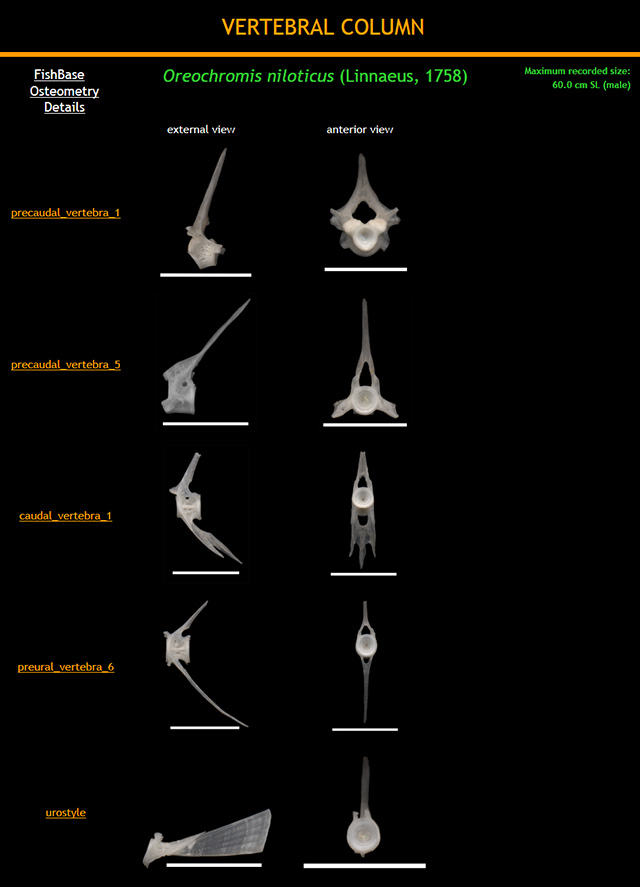 VERTEBRAL COLUMN
FishBase
Osteometry
Details
Oreochromis niloticus (Linnaeus, 1758)
Maximum recorded size:
60.0 cm SL (male)
external view
anterior view
precaudal_vertebra_1
precaudal_vertebra_5
caudal_vertebra_1
preural_vertebra_6
urostyle